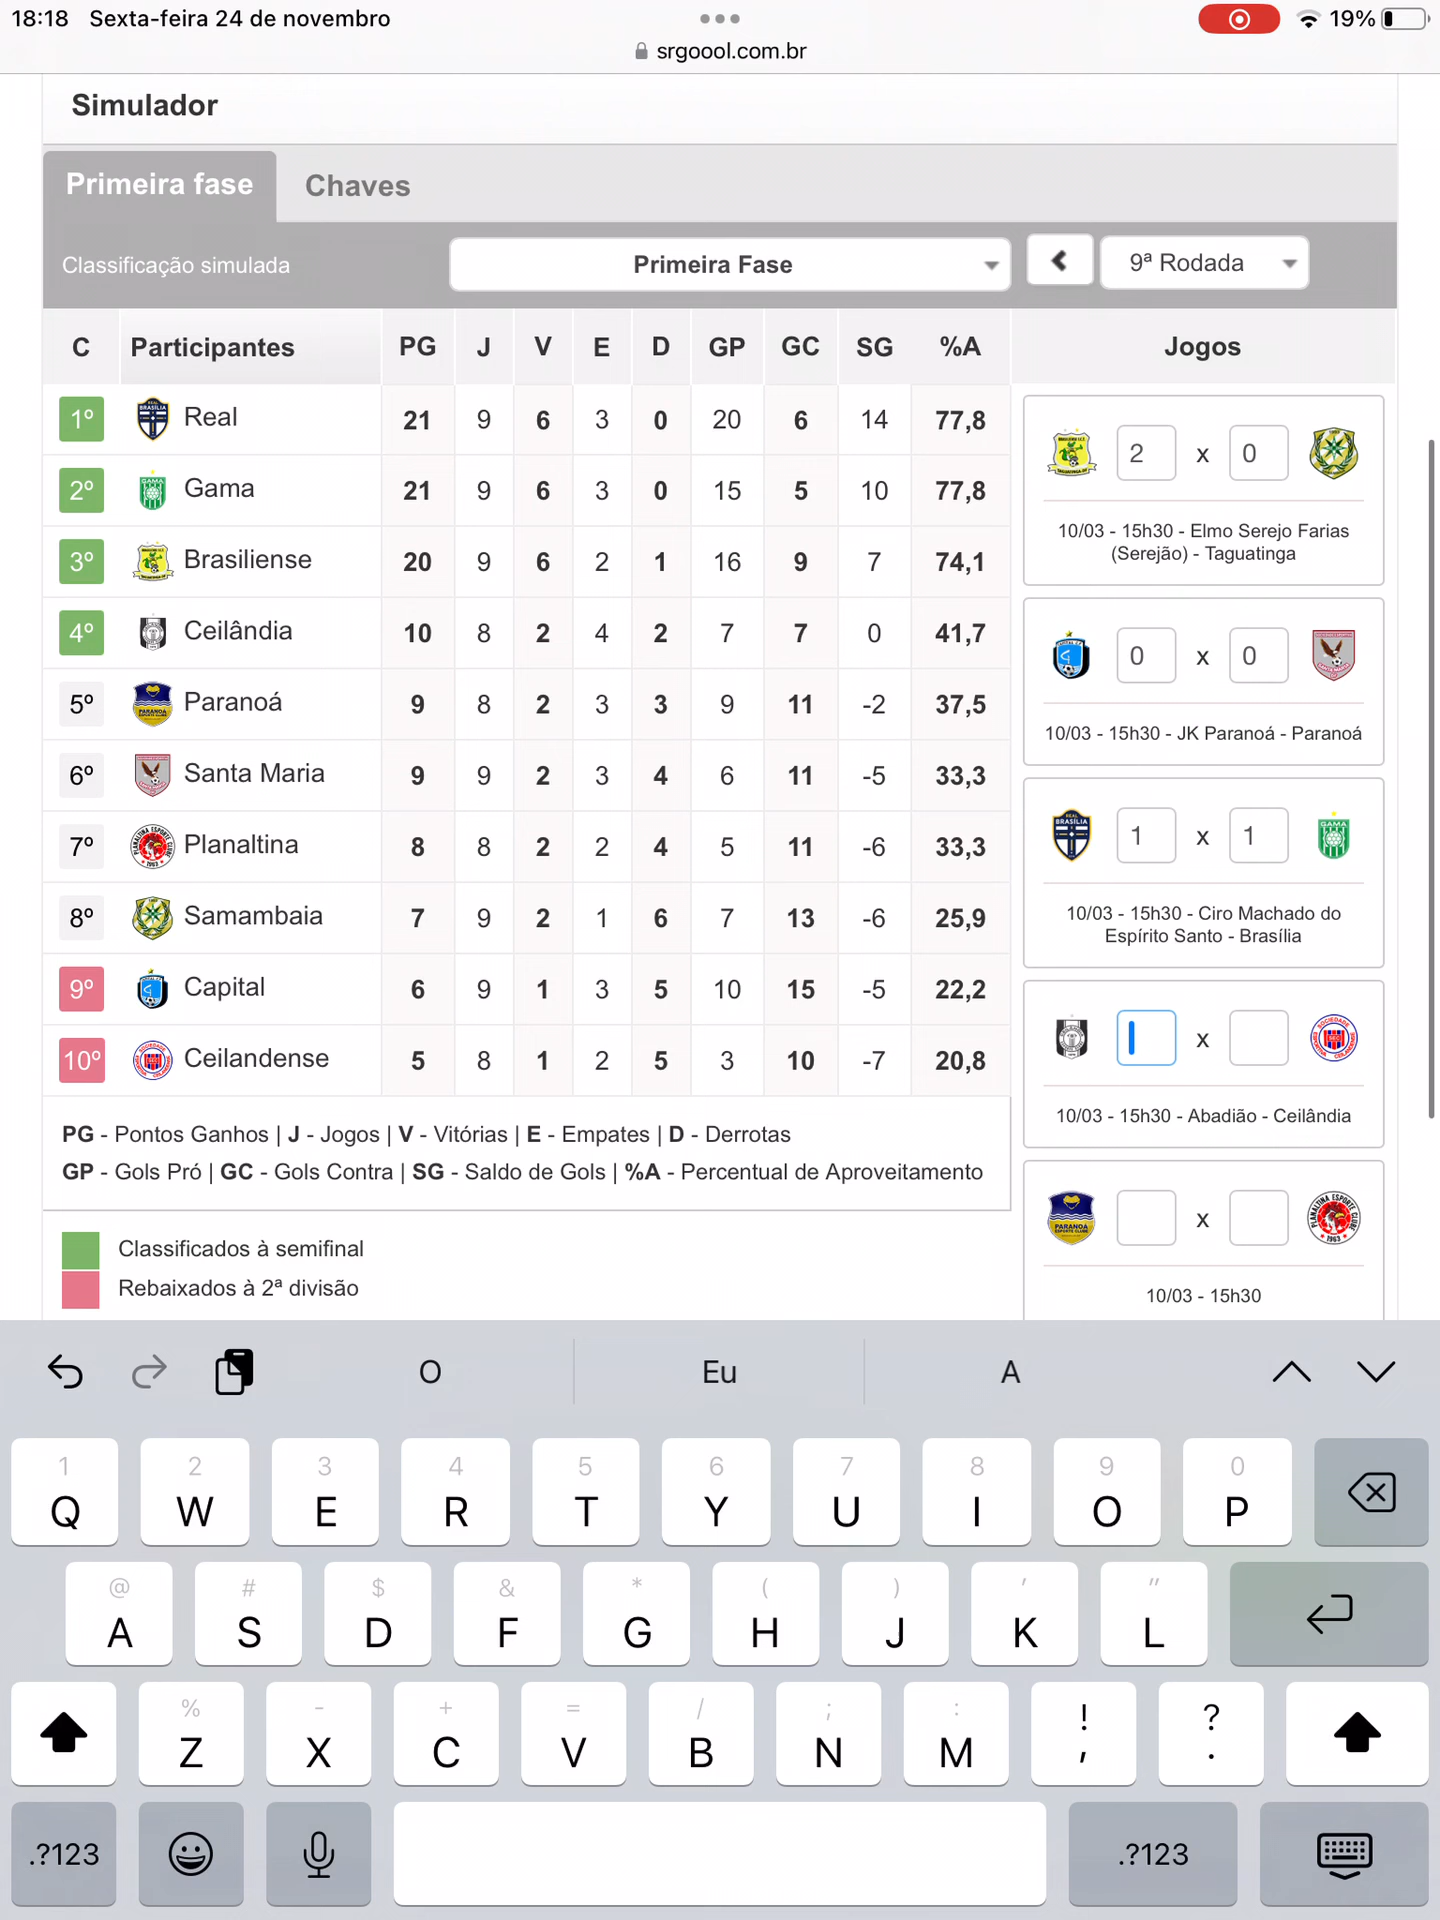 18:18 Sexta-feira 24 de novembro
19%
srgoool.com.br
Simulador
Primeira fase Chaves
Classificação simulada Primeira Fase 9ª Rodada
C Participantes PG J V E D GP GC SG %A Jogos
1º Real 21 9 6 3 0 20 6 14 77,8
2º Gama 21 9 6 3 0 15 5 10 77,8
3º Brasiliense 20 9 6 2 1 16 9 7 74,1
4º Ceilândia 10 8 2 4 2 7 7 0 41,7
5º Paranoá 9 8 2 3 3 9 11 -2 37,5
6º Santa Maria 9 9 2 3 4 6 11 -5 33,3
7º Planaltina 8 8 2 2 4 5 11 -6 33,3
8º Samambaia 7 9 2 1 6 7 13 -6 25,9
9º Capital 6 9 1 3 5 10 15 -5 22,2
10º Ceilandense 5 8 1 2 5 3 10 -7 20,8
PG - Pontos Ganhos | J - Jogos | V - Vitórias | E - Empates | D - Derrotas
GP - Gols Pró | GC - Gols Contra | SG - Saldo de Gols | %A - Percentual de Aproveitamento
Classificados à semifinal
Rebaixados à 2ª divisão
2 x 0
10/03 - 15h30 - Elmo Serejo Farias
(Serejão) - Taguatinga
0 x 0
10/03 - 15h30 - JK Paranoá - Paranoá
1 x 1
10/03 - 15h30 - Ciro Machado do
Espírito Santo - Brasília
x
10/03 - 15h30 - Abadião - Ceilândia
x
10/03 - 15h30
O Eu A
1 2 3 4 5 6 7 8 9 0
Q W E R T Y U I O P
@ # $ & * ( ) ' "
A S D F G H J K L
% - + = / ; : ! ?
Z X C V B N M , .
.?123 .?123